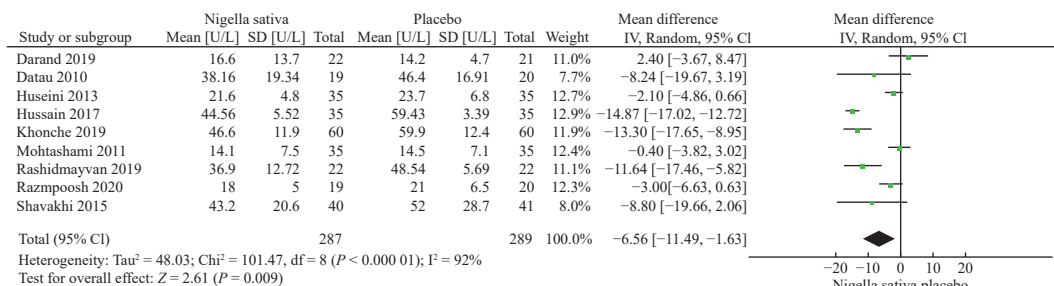 Nigella sativa Placebo Mean difference Mean difference
Study or subgroup Mean [U/L] SD [U/L] Total Mean [U/L] SD [U/L] Total Weight IV, Random, 95% Cl IV, Random, 95% Cl
Darand 2019 16.6 13.7 22 14.2 4.7 21 11.0% 2.40 [−3.67, 8.47]
Datau 2010 38.16 19.34 19 46.4 16.91 20 7.7% −8.24 [−19.67, 3.19]
Huseini 2013 21.6 4.8 35 23.7 6.8 35 12.7% −2.10 [−4.86, 0.66]
Hussain 2017 44.56 5.52 35 59.43 3.39 35 12.9% −14.87 [−17.02, −12.72]
Khonche 2019 46.6 11.9 60 59.9 12.4 60 11.9% −13.30 [−17.65, −8.95]
Mohtashami 2011 14.1 7.5 35 14.5 7.1 35 12.4% −0.40 [−3.82, 3.02]
Rashidmayvan 2019 36.9 12.72 22 48.54 5.69 22 11.1% −11.64 [−17.46, −5.82]
Razmpoosh 2020 18 5 19 21 6.5 20 12.3% −3.00[−6.63, 0.63]
Shavakhi 2015 43.2 20.6 40 52 28.7 41 8.0% −8.80 [−19.66, 2.06]
Total (95% Cl) 287 289 100.0% −6.56 [−11.49, −1.63]
Heterogeneity: Tau² = 48.03; Chi² = 101.47, df = 8 (P < 0.000 01); I² = 92%
Test for overall effect: Z = 2.61 (P = 0.009)
−20 −10 0 10 20
Nigella sativa placebo